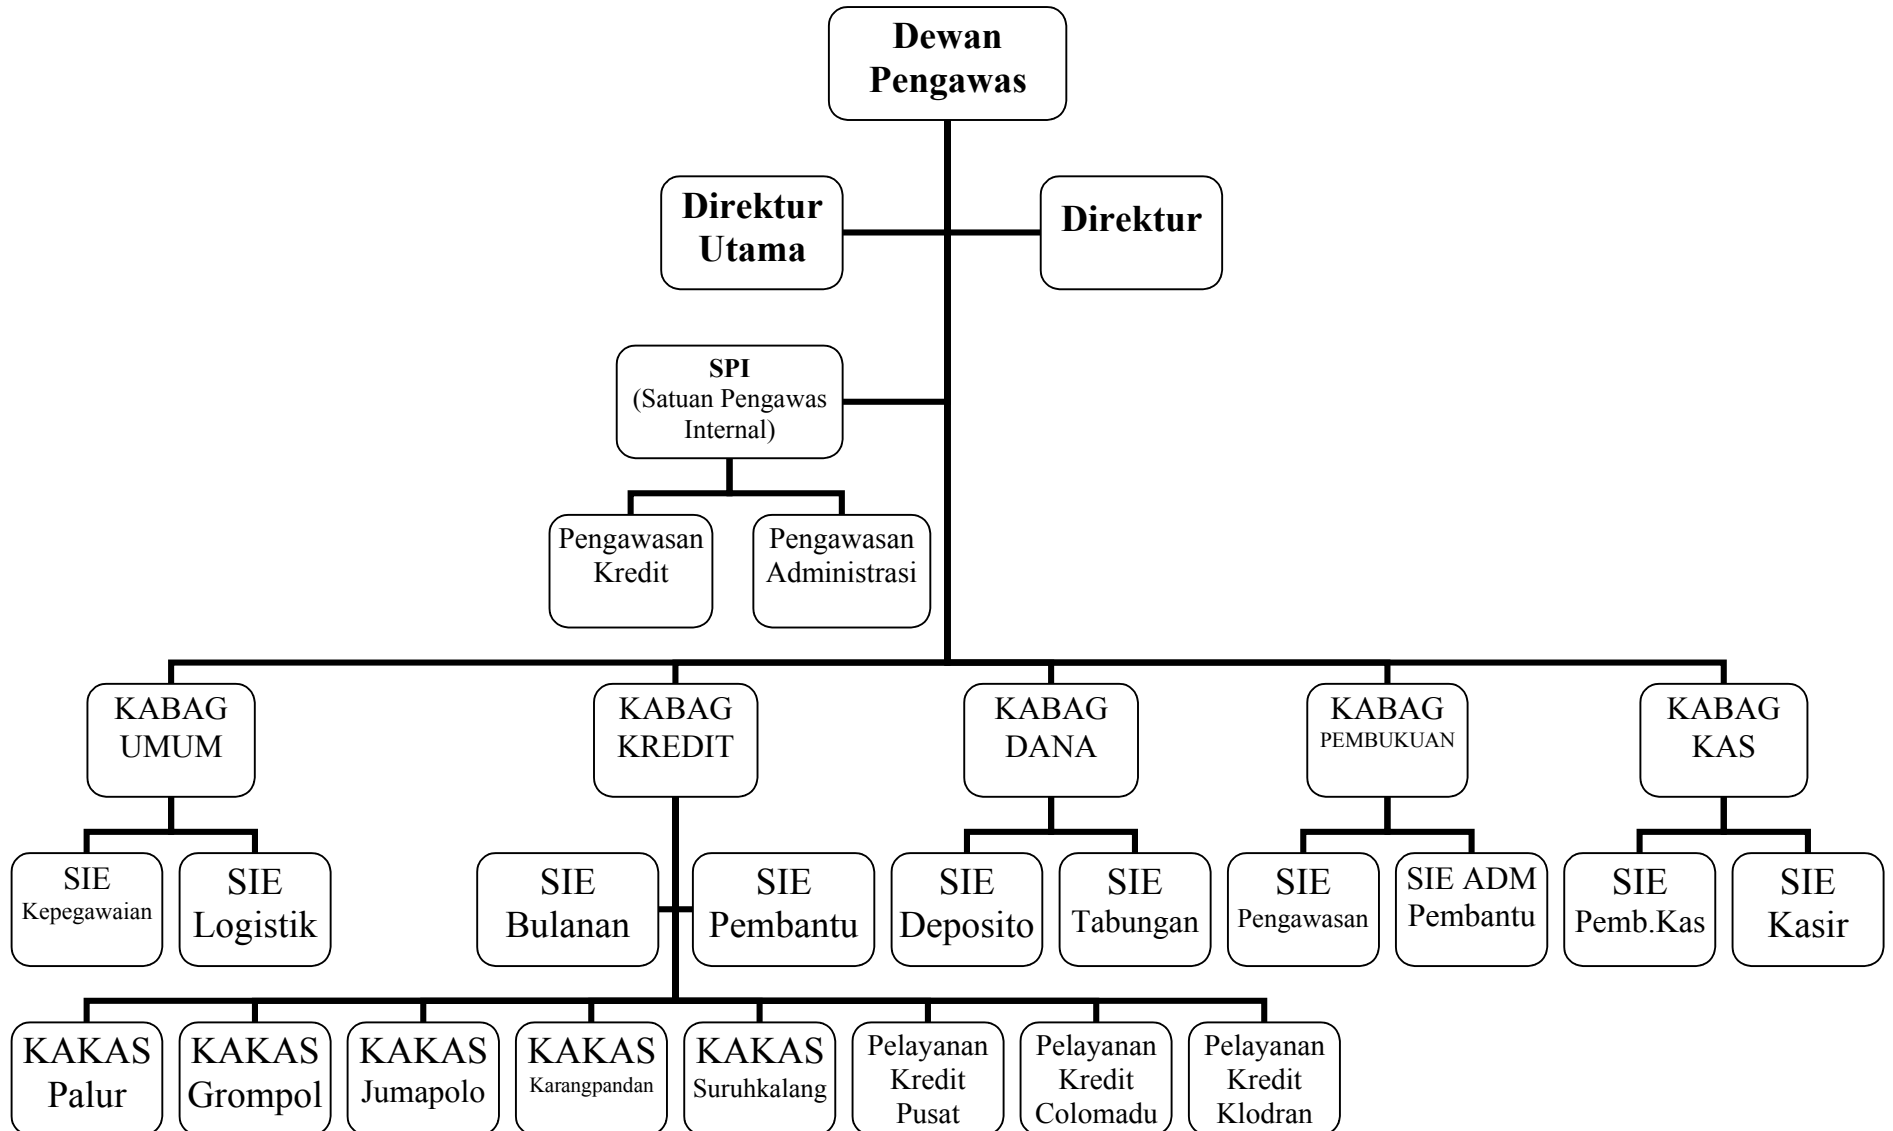 Dewan
Pengawas
Direktur
Utama
Direktur
SPI
(Satuan Pengawas
Internal)
Pengawasan
Kredit
Pengawasan
Administrasi
KABAG
UMUM
KABAG
KREDIT
KABAG
DANA
KABAG
PEMBUKUAN
KABAG
KAS
SIE
Kepegawaian
SIE
Logistik
SIE
Bulanan
SIE
Pembantu
SIE
Deposito
SIE
Tabungan
SIE
Pengawasan
SIE ADM
Pembantu
SIE
Pemb.Kas
SIE
Kasir
KAKAS
Palur
KAKAS
Grompol
KAKAS
Jumapolo
KAKAS
Karangpandan
KAKAS
Suruhkalang
Pelayanan
Kredit
Pusat
Pelayanan
Kredit
Colomadu
Pelayanan
Kredit
Klodran